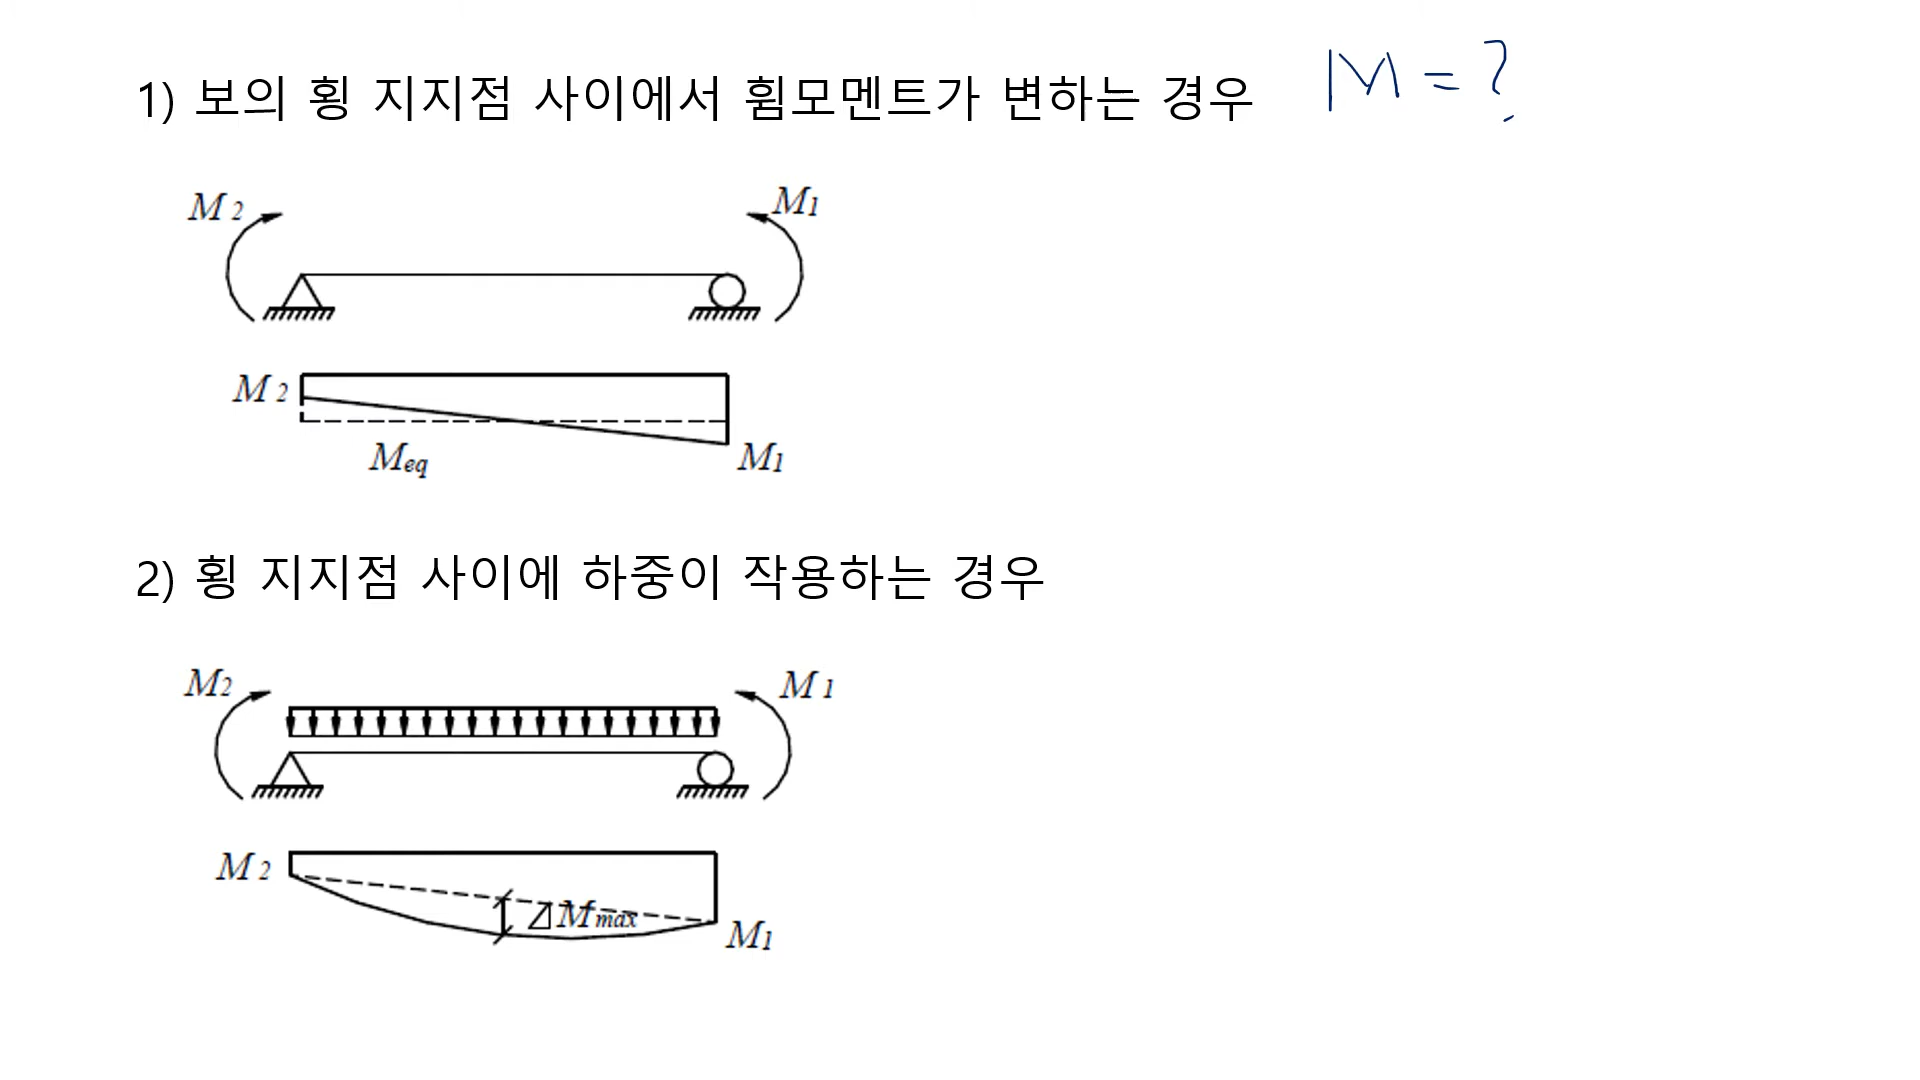 1) 보의 횡 지지점 사이에서 휨모멘트가 변하는 경우 M = ?
M2 M1
M2
Meq M1
2) 횡 지지점 사이에 하중이 작용하는 경우
M2 M1
M2
ΔMmax
M1